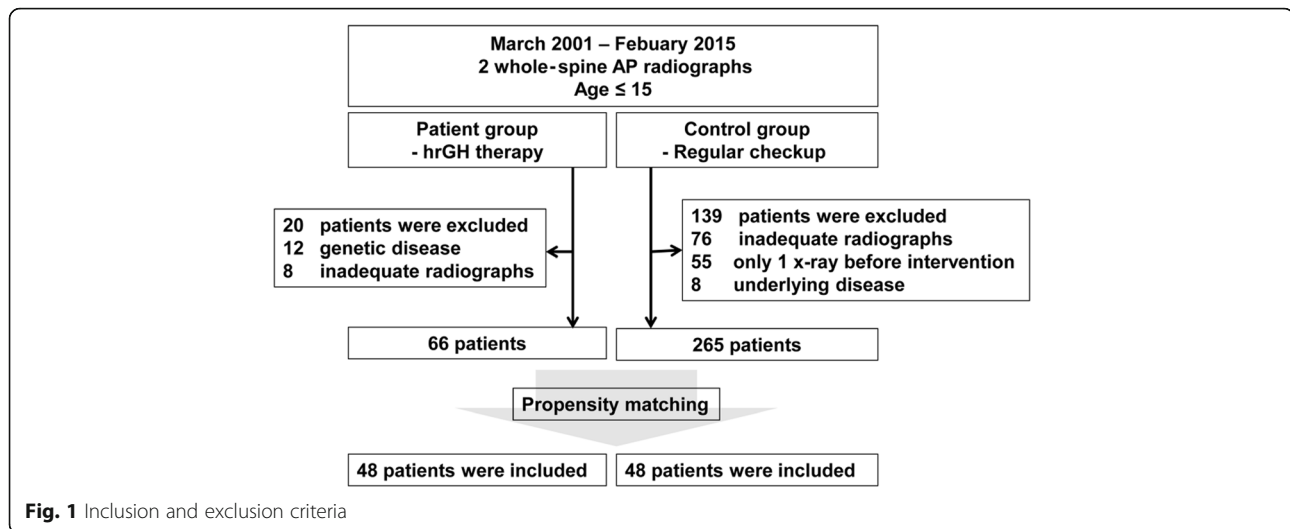 March 2001 – Febuary 2015
2 whole-spine AP radiographs
Age ≤ 15
Patient group
- hrGH therapy
Control group
- Regular checkup
20 patients were excluded
12 genetic disease
8 inadequate radiographs
139 patients were excluded
76 inadequate radiographs
55 only 1 x-ray before intervention
8 underlying disease
66 patients
265 patients
Propensity matching
48 patients were included
48 patients were included
Fig. 1 Inclusion and exclusion criteria